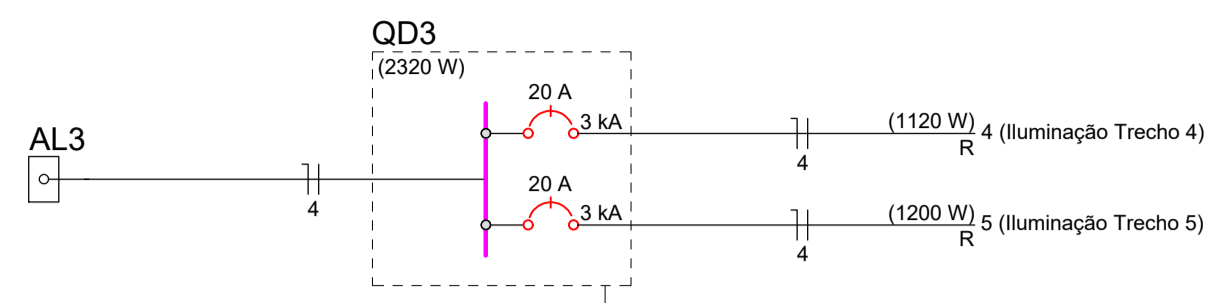 QD3
(2320 W)
20 A
3 kA
(1120 W)
4 (Iluminação Trecho 4)
R
4
AL3
4
20 A
3 kA
(1200 W)
5 (Iluminação Trecho 5)
R
4